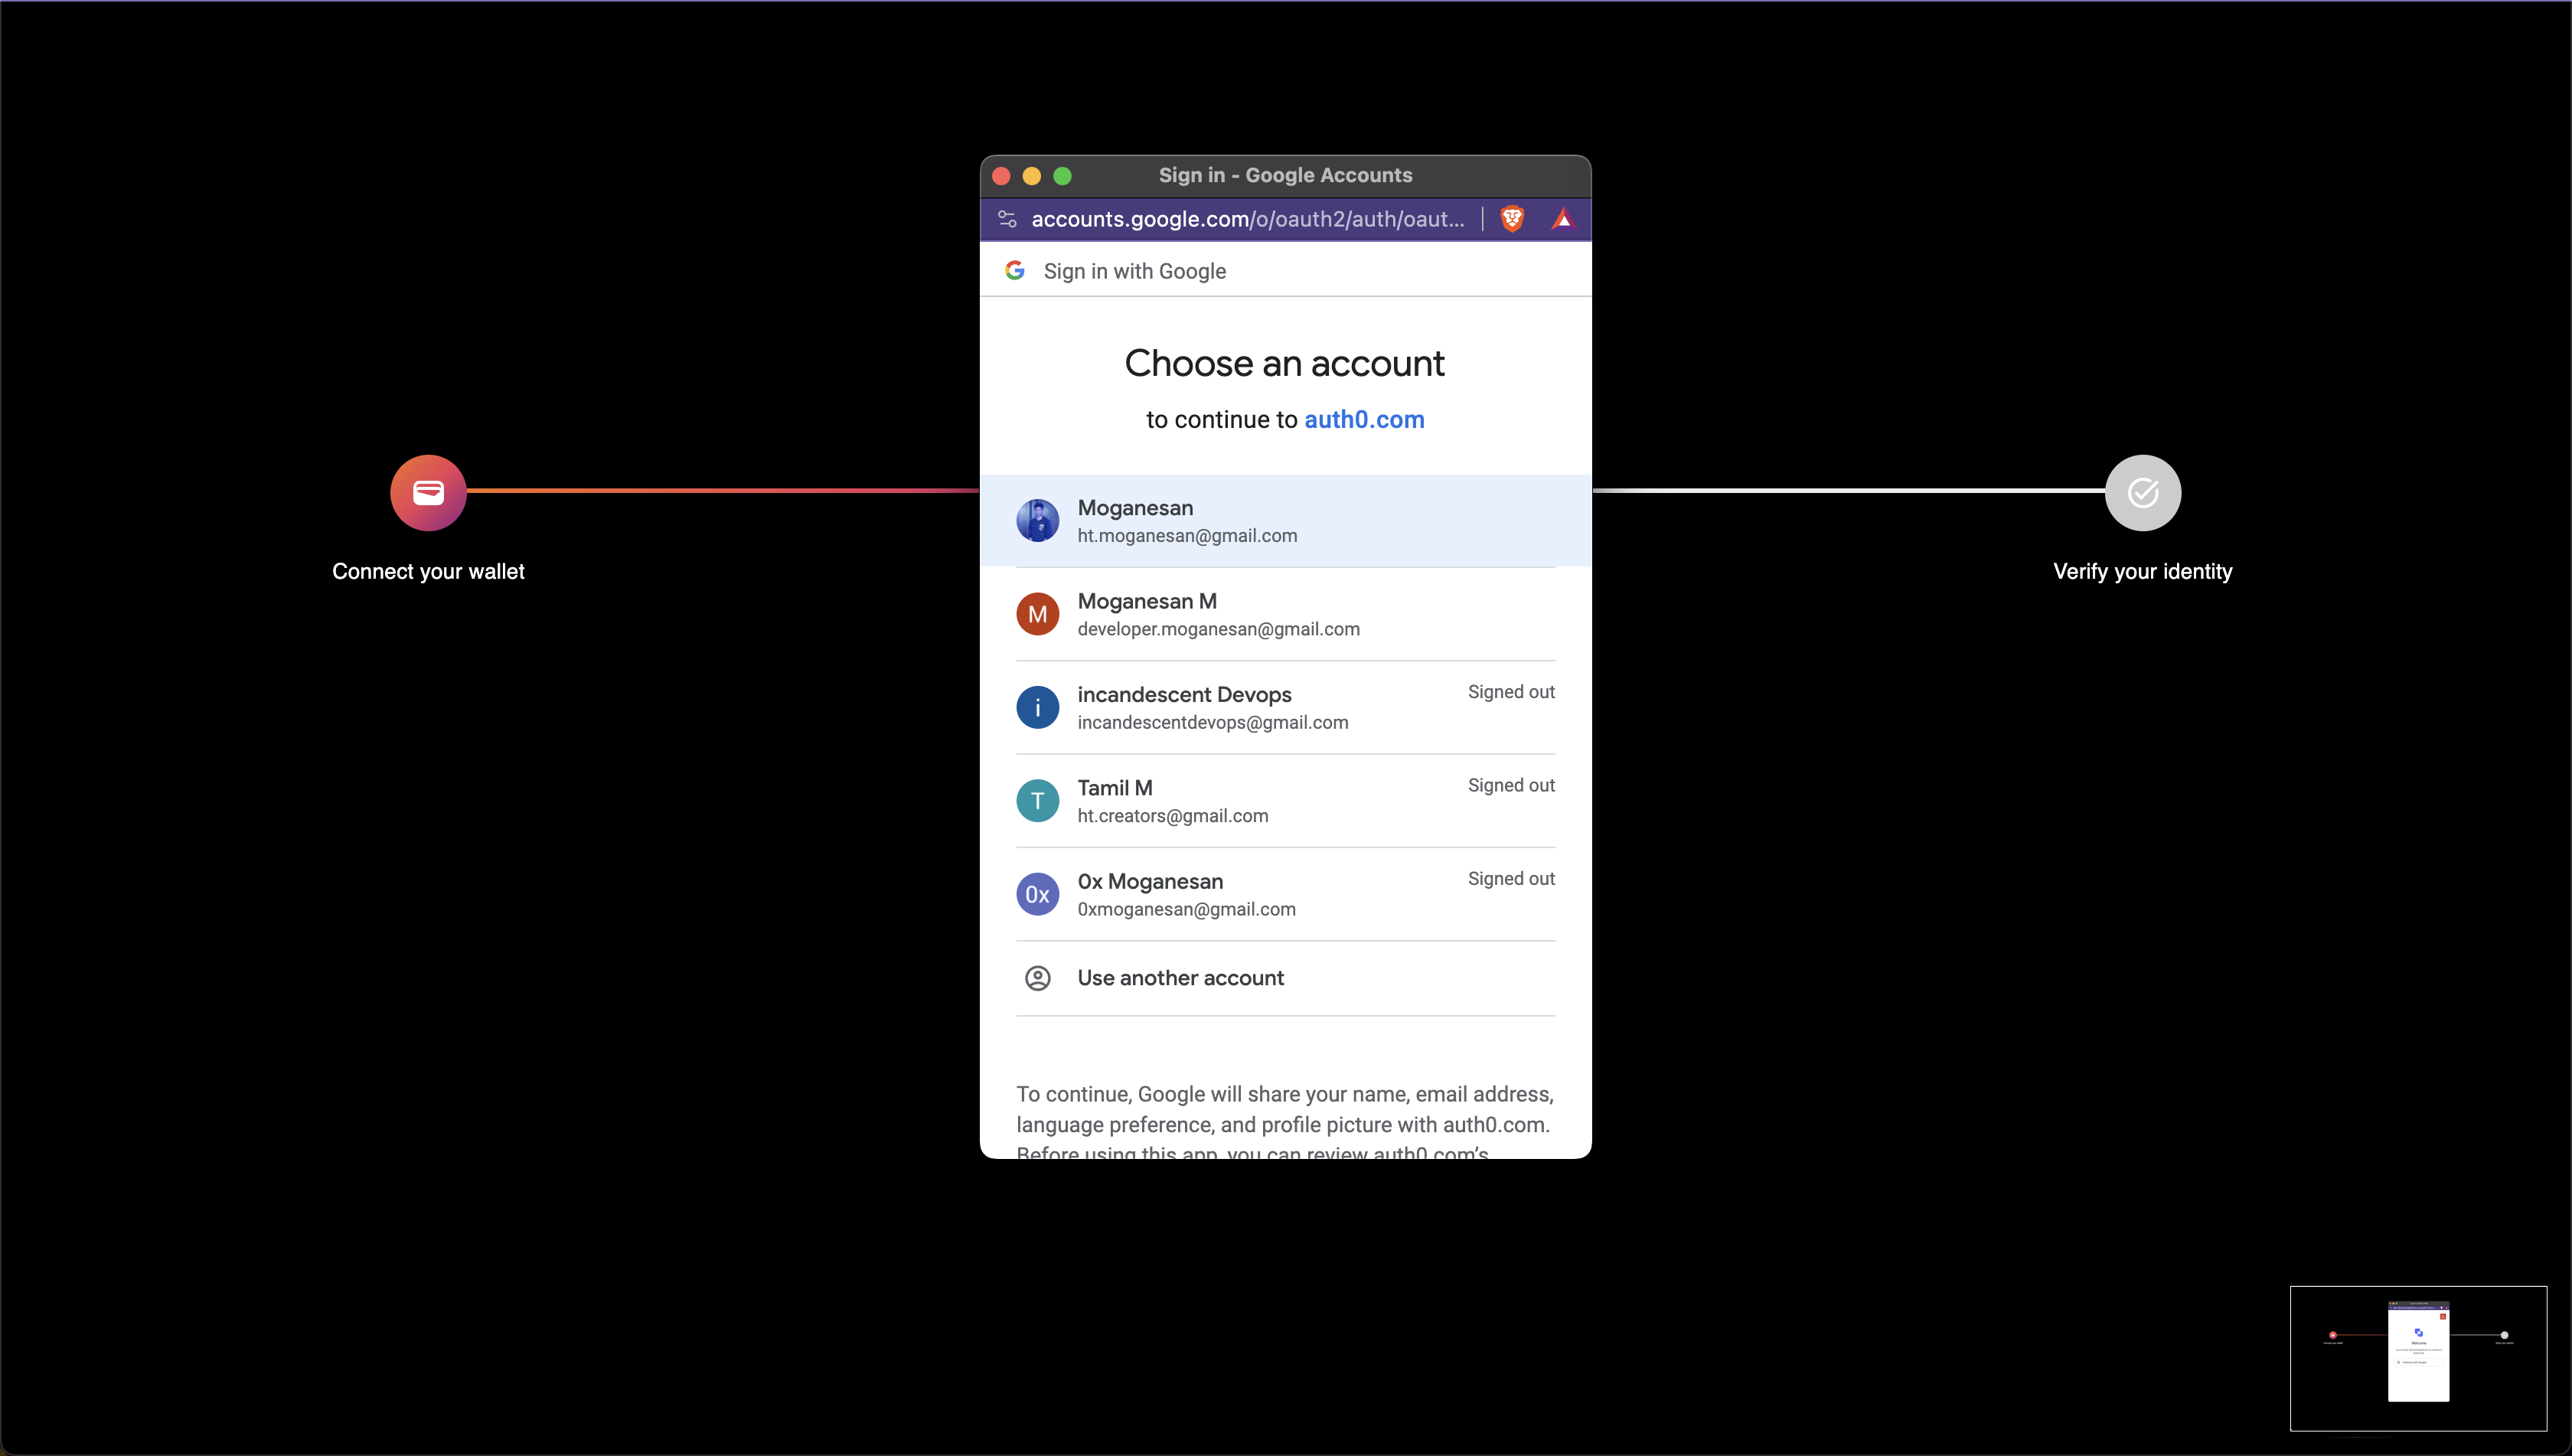 Sign in - Google Accounts
accounts.google.com/o/oauth2/auth/oaut...
Sign in with Google
Choose an account
to continue to auth0.com
Moganesan
ht.moganesan@gmail.com
M
Moganesan M
developer.moganesan@gmail.com
i
incandescent Devops
Signed out
incandescentdevops@gmail.com
T
Tamil M
Signed out
ht.creators@gmail.com
0x
0x Moganesan
Signed out
0xmoganesan@gmail.com
Use another account
To continue, Google will share your name, email address,
language preference, and profile picture with auth0.com.
Before using this app, you can review auth0.com’s
Connect your wallet
Verify your identity
Welcome